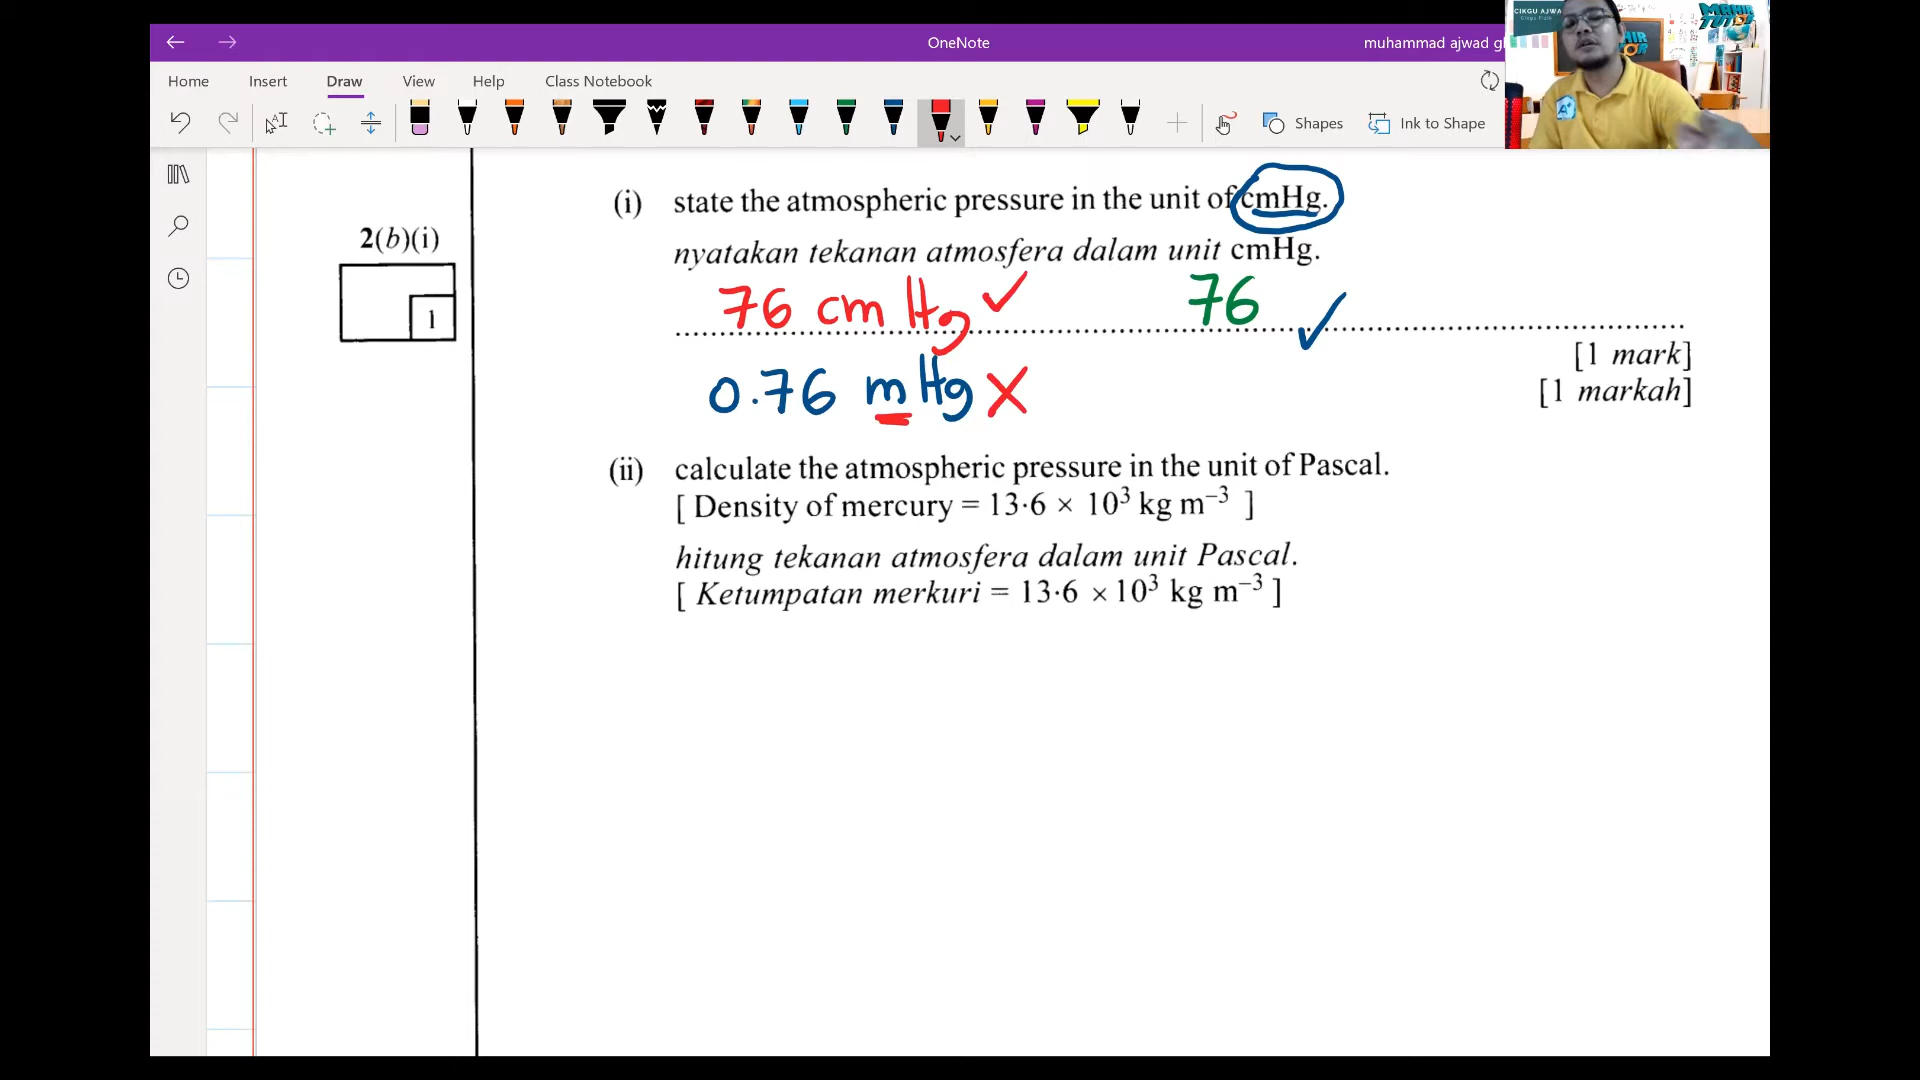 OneNote
muhammad ajwad g
CIKGU AJWA
Home Insert Draw View Help Class Notebook
Shapes Ink to Shape
(i) state the atmospheric pressure in the unit of cmHg.
2(b)(i)
nyatakan tekanan atmosfera dalam unit cmHg.
76 cm Hg ✓ 76 ✓
1
[1 mark]
0.76 m Hg X
[1 markah]
(ii) calculate the atmospheric pressure in the unit of Pascal.
[ Density of mercury = 13·6 × 10³ kg m⁻³ ]
hitung tekanan atmosfera dalam unit Pascal.
[ Ketumpatan merkuri = 13·6 × 10³ kg m⁻³ ]